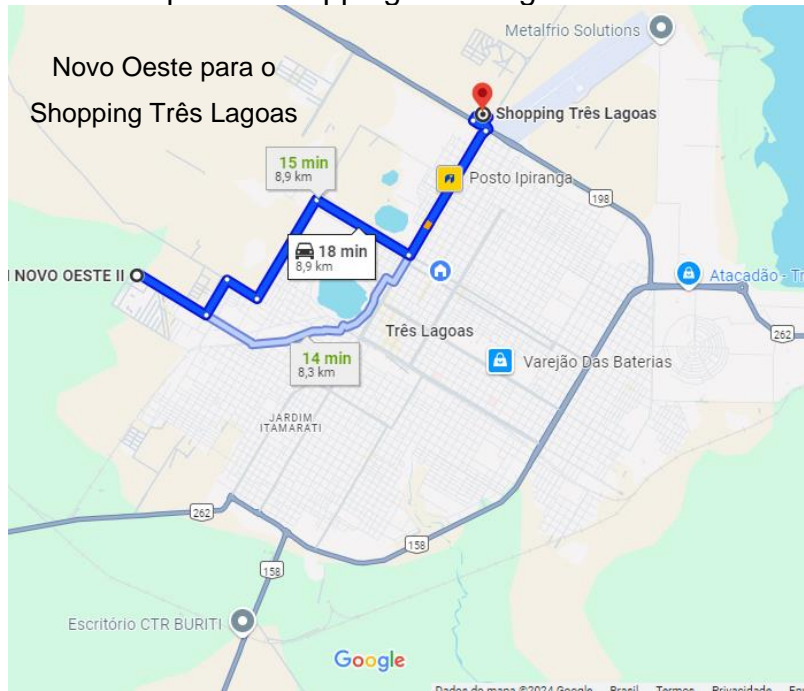 Metalfrio Solutions
Novo Oeste para o
Shopping Três Lagoas
Shopping Três Lagoas
15 min
8,9 km
Posto Ipiranga
198
18 min
8,9 km
NOVO OESTE II
Atacadão - Tr
262
Três Lagoas
14 min
8,3 km
Varejão Das Baterias
JARDIM
ITAMARATI
262
158
158
Escritório CTR BURITI
Google
Dados do mapa ©2024 Google Brasil Termos Privacidade